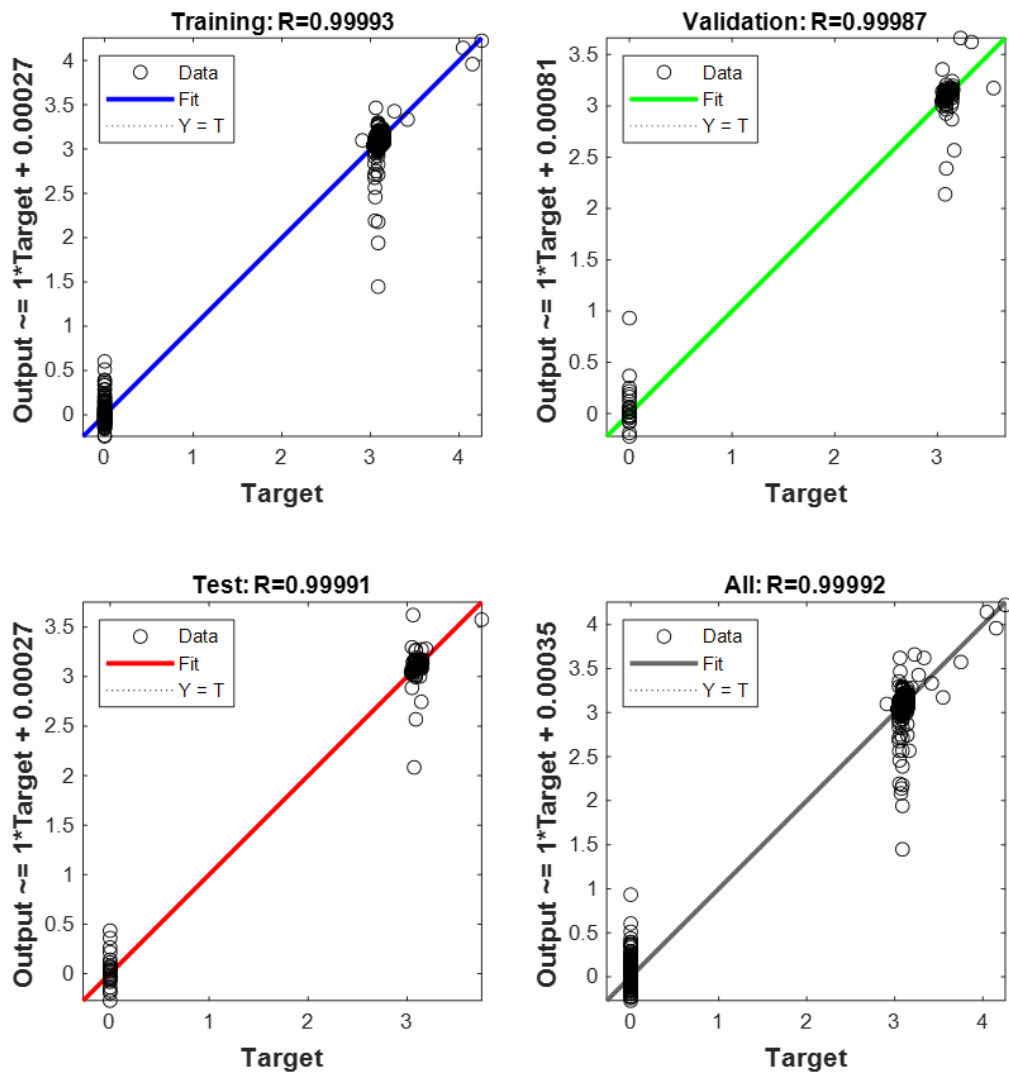 Training: R=0.99993
Output ~= 1*Target + 0.00027
4
3.5
3
2.5
2
1.5
1
0.5
0
Data
Fit
Y = T
0
1
2
3
4
Target
Validation: R=0.99987
Output ~= 1*Target + 0.00081
3.5
3
2.5
2
1.5
1
0.5
0
Data
Fit
Y = T
0
1
2
3
Target
Test: R=0.99991
Output ~= 1*Target + 0.00027
3.5
3
2.5
2
1.5
1
0.5
0
Data
Fit
Y = T
0
1
2
3
Target
All: R=0.99992
Output ~= 1*Target + 0.00035
4
3.5
3
2.5
2
1.5
1
0.5
0
Data
Fit
Y = T
0
1
2
3
4
Target